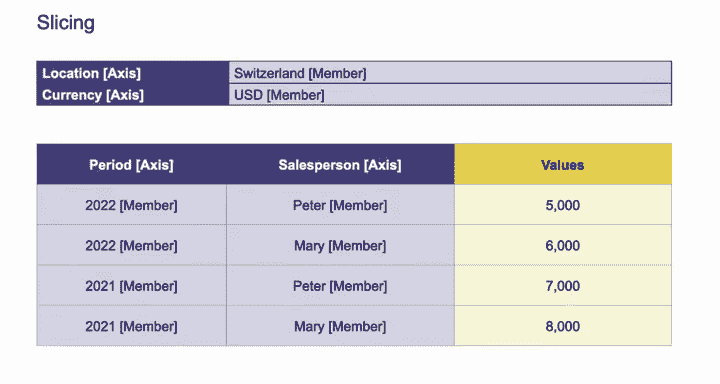 Slicing
Location [Axis] Switzerland [Member]
Currency [Axis] USD [Member]
Period [Axis] Salesperson [Axis] Values
2022 [Member] Peter [Member] 5,000
2022 [Member] Mary [Member] 6,000
2021 [Member] Peter [Member] 7,000
2021 [Member] Mary [Member] 8,000